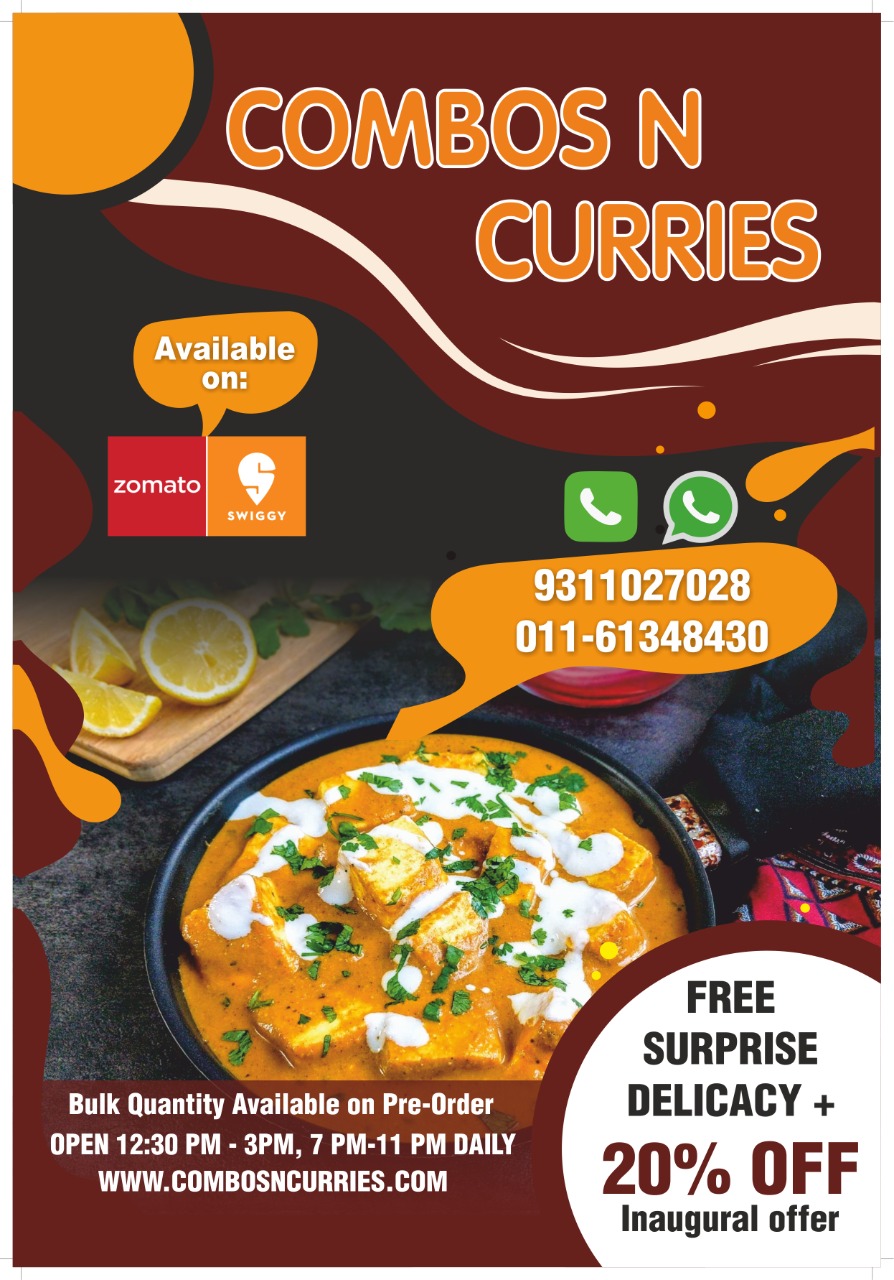 COMBOS N
CURRIES
Available
on:
zomato
SWIGGY
9311027028
011-61348430
Bulk Quantity Available on Pre-Order
OPEN 12:30 PM - 3PM, 7 PM-11 PM DAILY
WWW.COMBOSNCURRIES.COM
FREE
SURPRISE
DELICACY +
20% OFF
Inaugural offer